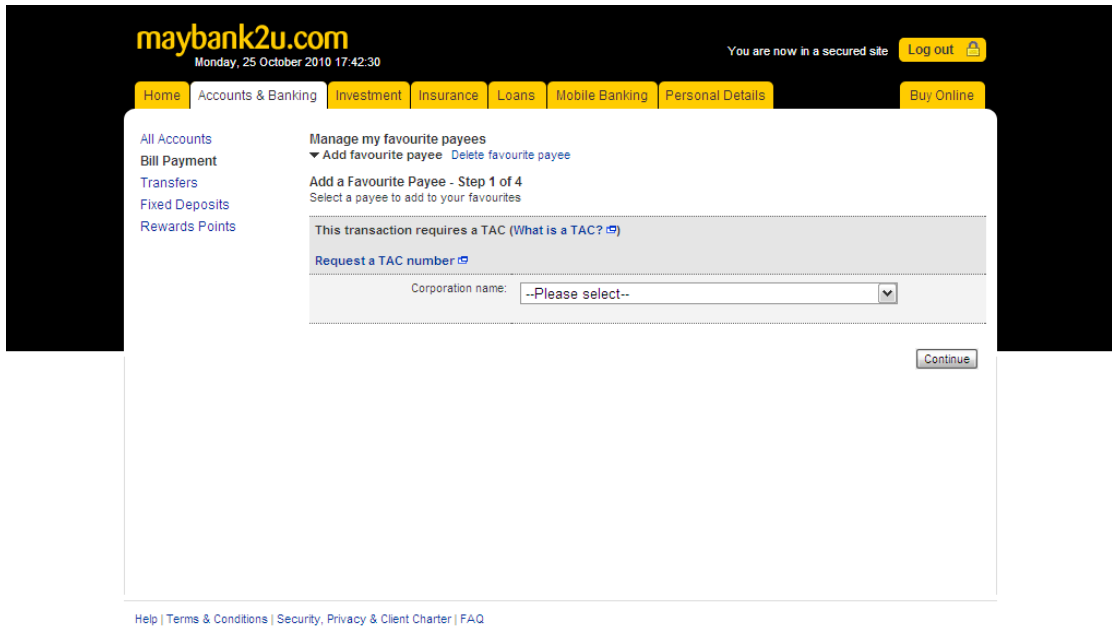 maybank2u.com
Monday, 25 October 2010 17:42:30
You are now in a secured site
Log out
Home
Accounts & Banking
Investment
Insurance
Loans
Mobile Banking
Personal Details
Buy Online
All Accounts
Bill Payment
Transfers
Fixed Deposits
Rewards Points
Manage my favourite payees
Add favourite payee Delete favourite payee
Add a Favourite Payee - Step 1 of 4
Select a payee to add to your favourites
This transaction requires a TAC (What is a TAC? )
Request a TAC number
Corporation name: --Please select--
Continue
Help | Terms & Conditions | Security, Privacy & Client Charter | FAQ